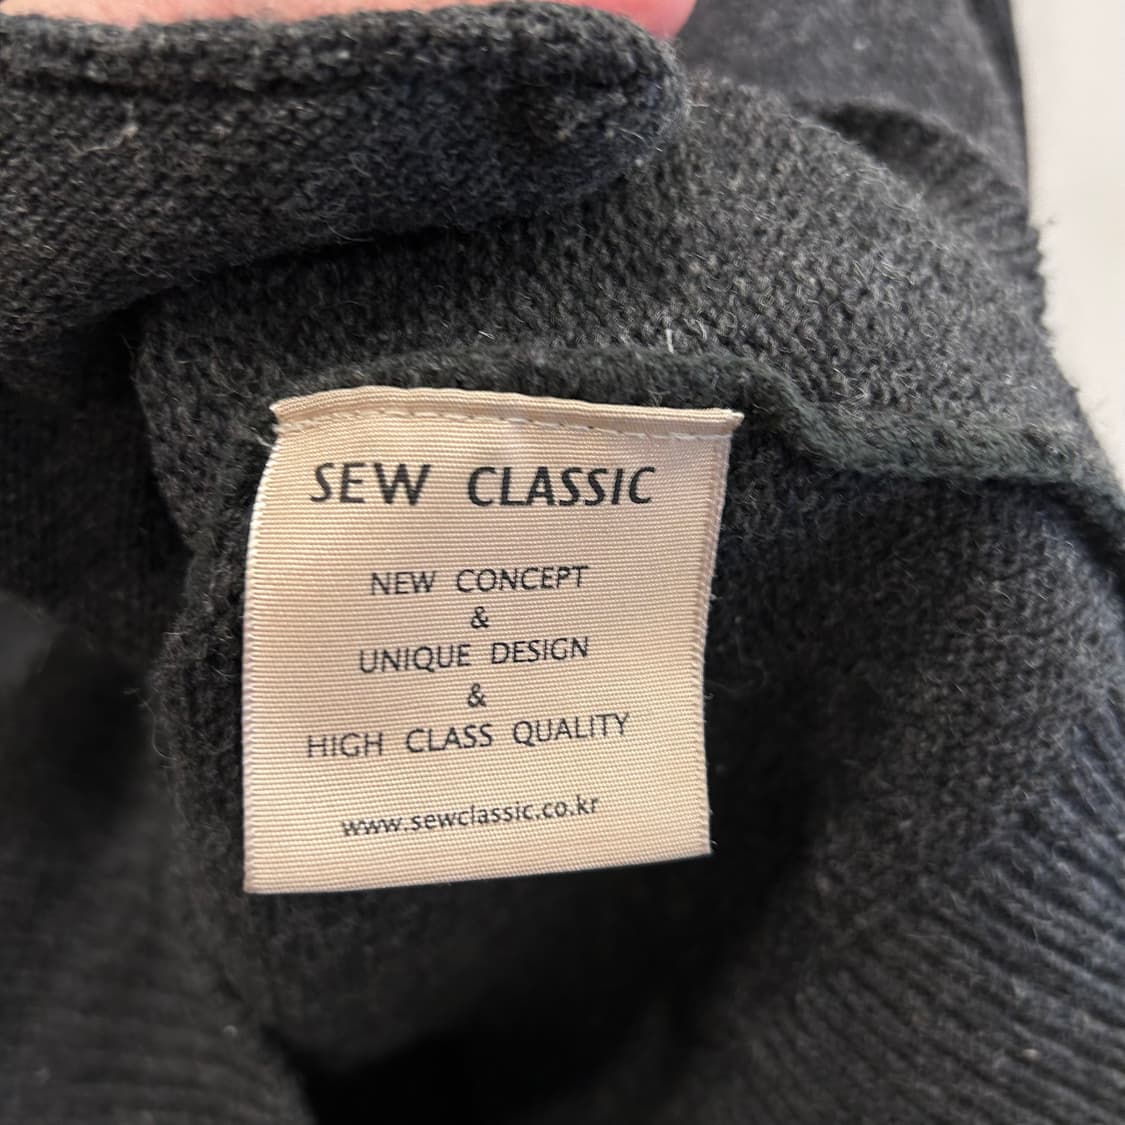 SEW CLASSIC
NEW CONCEPT
&
UNIQUE DESIGN
&
HIGH CLASS QUALITY
www.sewclassic.co.kr